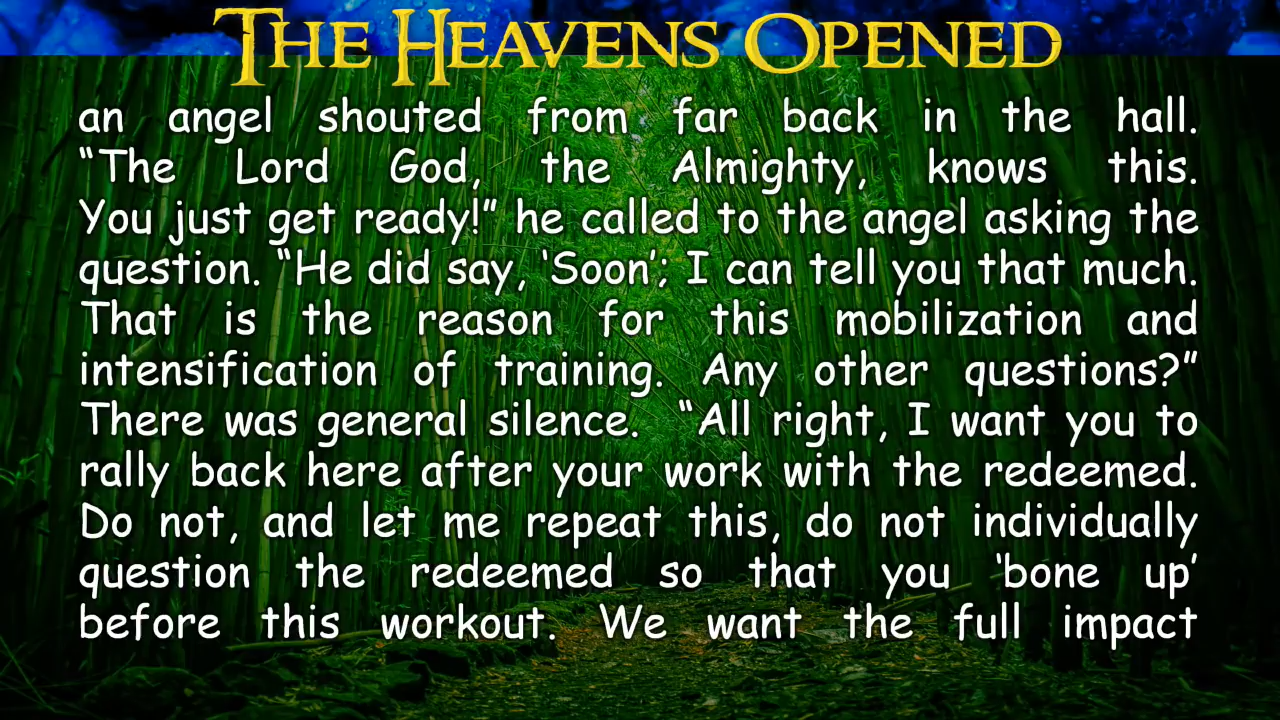 The Heavens Opened
an angel shouted from far back in the hall.
“The Lord God, the Almighty, knows this.
You just get ready!” he called to the angel asking the
question. “He did say, ‘Soon’; I can tell you that much.
That is the reason for this mobilization and
intensification of training. Any other questions?”
There was general silence. “All right, I want you to
rally back here after your work with the redeemed.
Do not, and let me repeat this, do not individually
question the redeemed so that you ‘bone up’
before this workout. We want the full impact